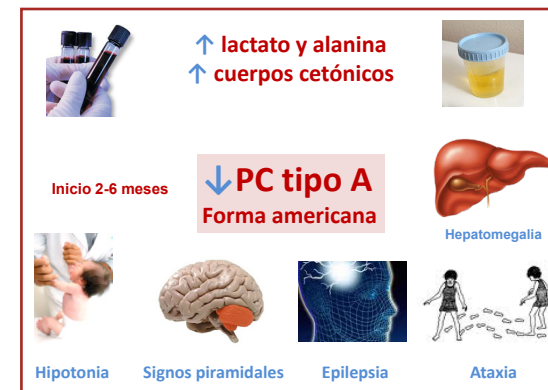 ↑ lactato y alanina
↑ cuerpos cetónicos
Inicio 2-6 meses
↓PC tipo A
Forma americana
Hepatomegalia
Hipotonia
Signos piramidales
Epilepsia
Ataxia